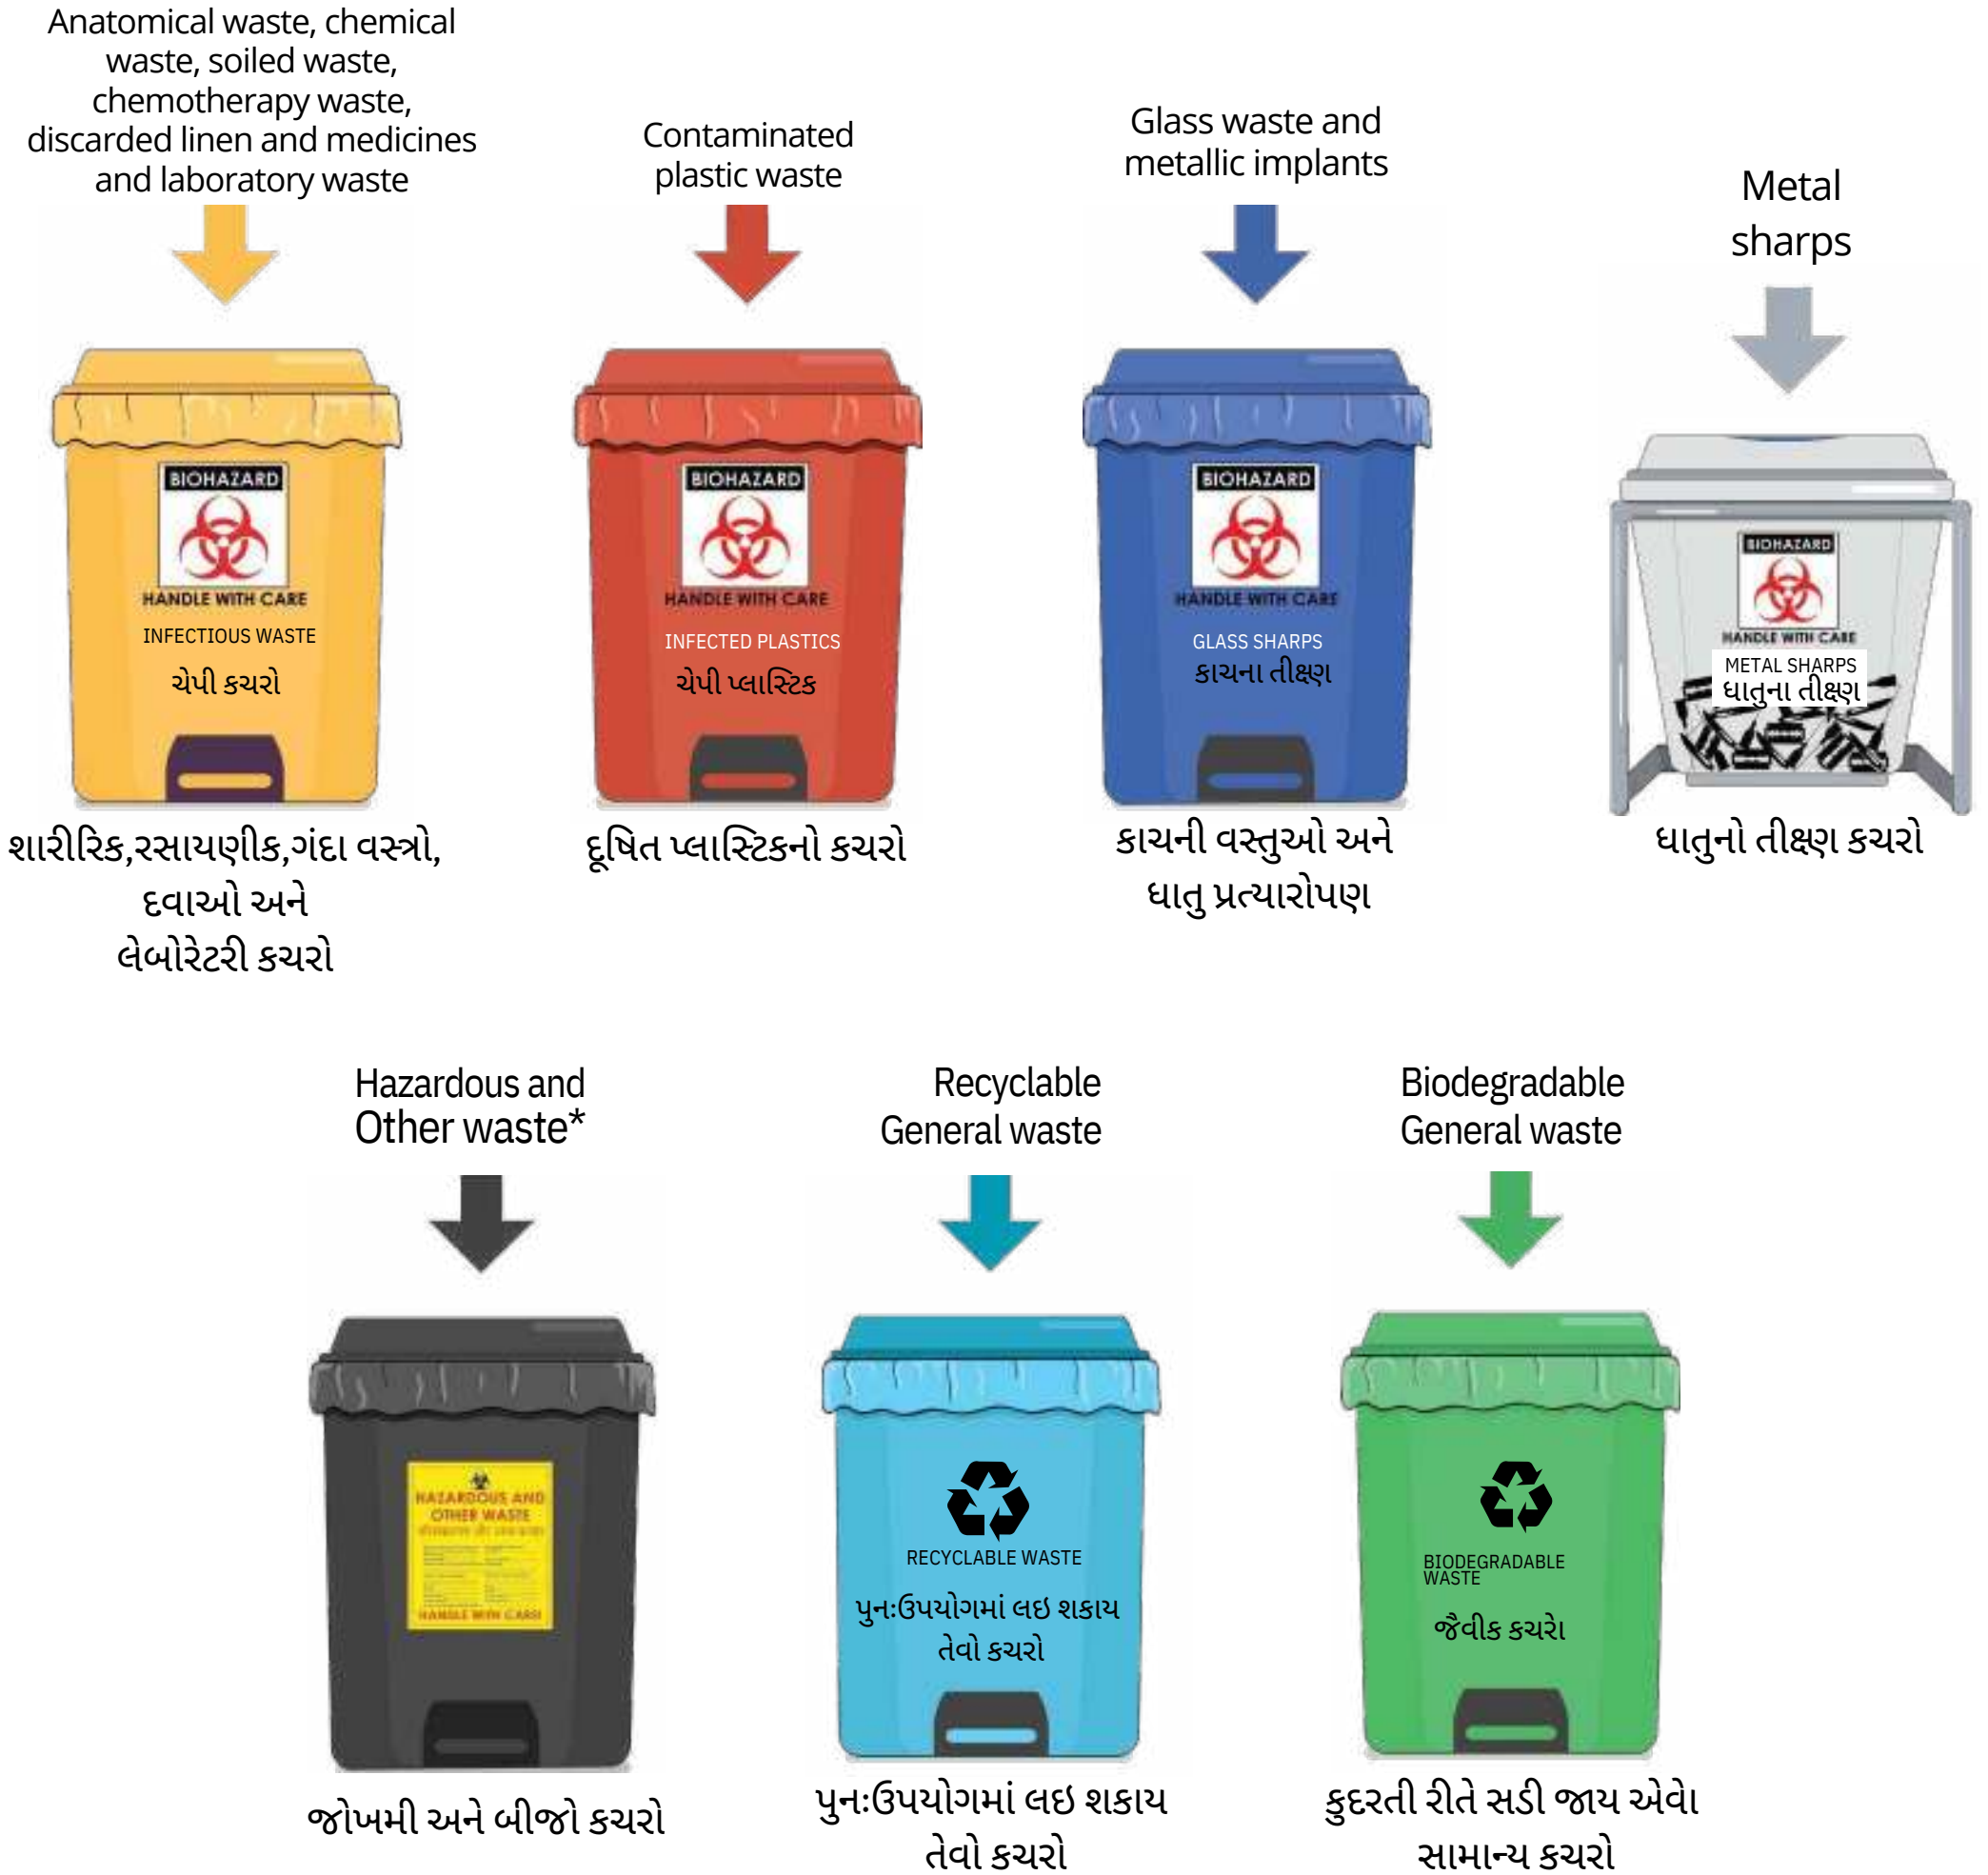 Anatomical waste, chemical
waste, soiled waste,
chemotherapy waste,
discarded linen and medicines
and laboratory waste
Contaminated
plastic waste
Glass waste and
metallic implants
Metal
sharps
BIOHAZARD
HANDLE WITH CARE
INFECTIOUS WASTE
ચેપી કચરો
BIOHAZARD
HANDLE WITH CARE
INFECTED PLASTICS
ચેપી પ્લાસ્ટિક
BIOHAZARD
HANDLE WITH CARE
GLASS SHARPS
કાચના તીક્ષ્ણ
BIOHAZARD
HANDLE WITH CARE
METAL SHARPS
ધાતુના તીક્ષ્ણ
શારીરિક,રસાયણીક,ગંદા વસ્ત્રો,
દવાઓ અને
લેબોરેટરી કચરો
દૂષિત પ્લાસ્ટિકનો કચરો
કાચની વસ્તુઓ અને
ધાતુ પ્રત્યારોપણ
ધાતુનો તીક્ષ્ણ કચરો
Hazardous and
Other waste*
Recyclable
General waste
Biodegradable
General waste
HAZARDOUS AND
OTHER WASTE
HANDLE WITH CARE!
RECYCLABLE WASTE
પુનઃઉપયોગમાં લઇ શકાય
તેવો કચરો
BIODEGRADABLE
WASTE
જૈવીક કચરો
જોખમી અને બીજો કચરો
પુનઃઉપયોગમાં લઇ શકાય
તેવો કચરો
કુદરતી રીતે સડી જાય એવો
સામાન્ય કચરો